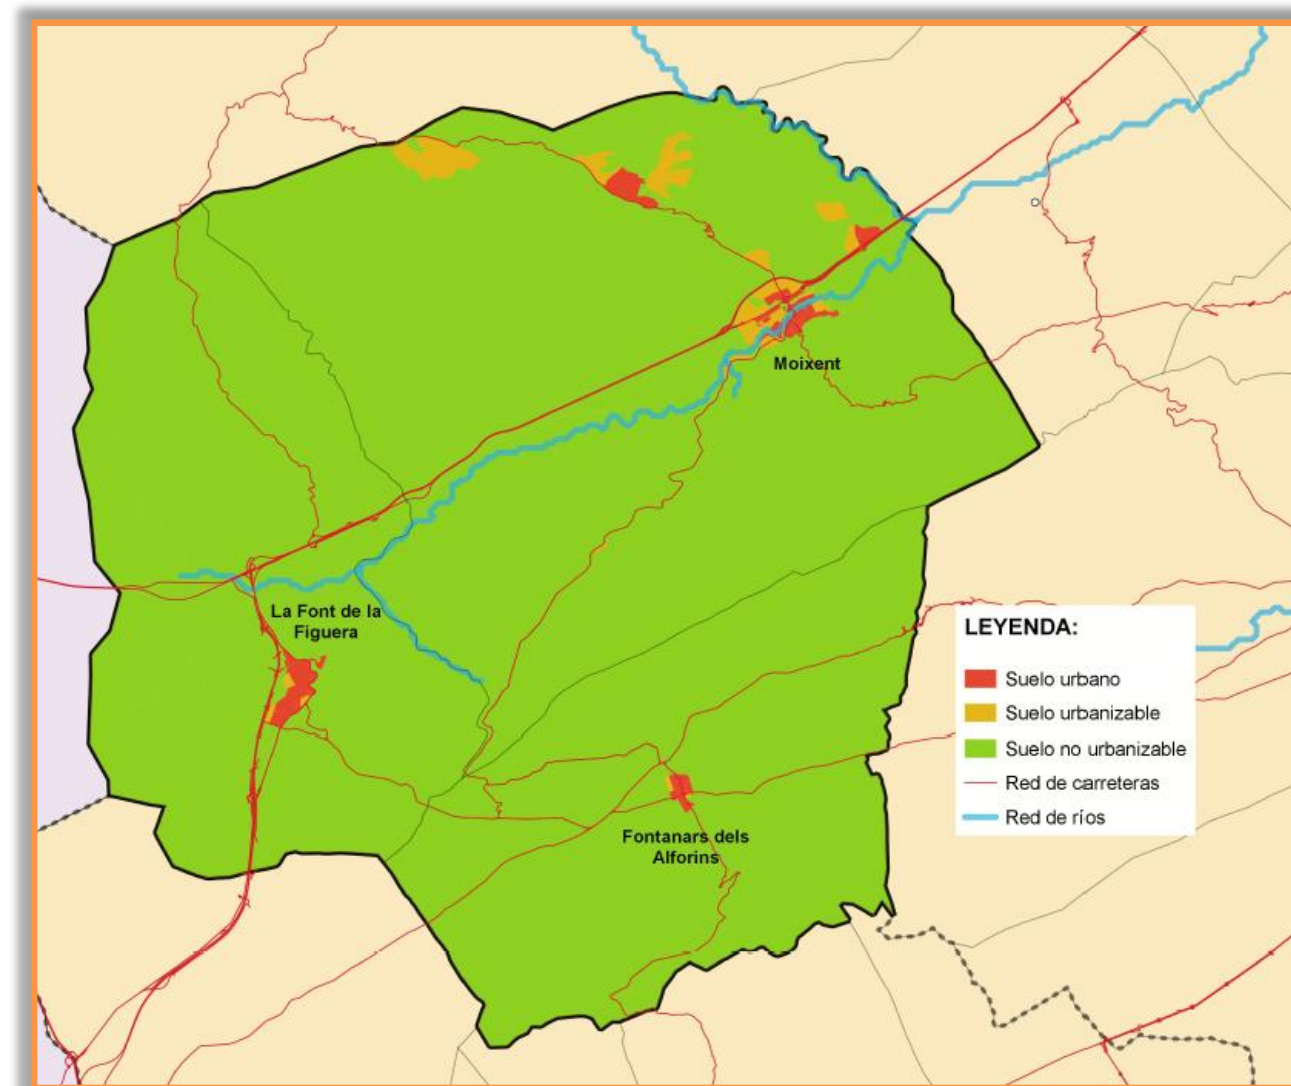 Moixent
La Font de la
Figuera
LEYENDA:
Suelo urbano
Suelo urbanizable
Suelo no urbanizable
Red de carreteras
Red de ríos
Fontanars dels
Alforins